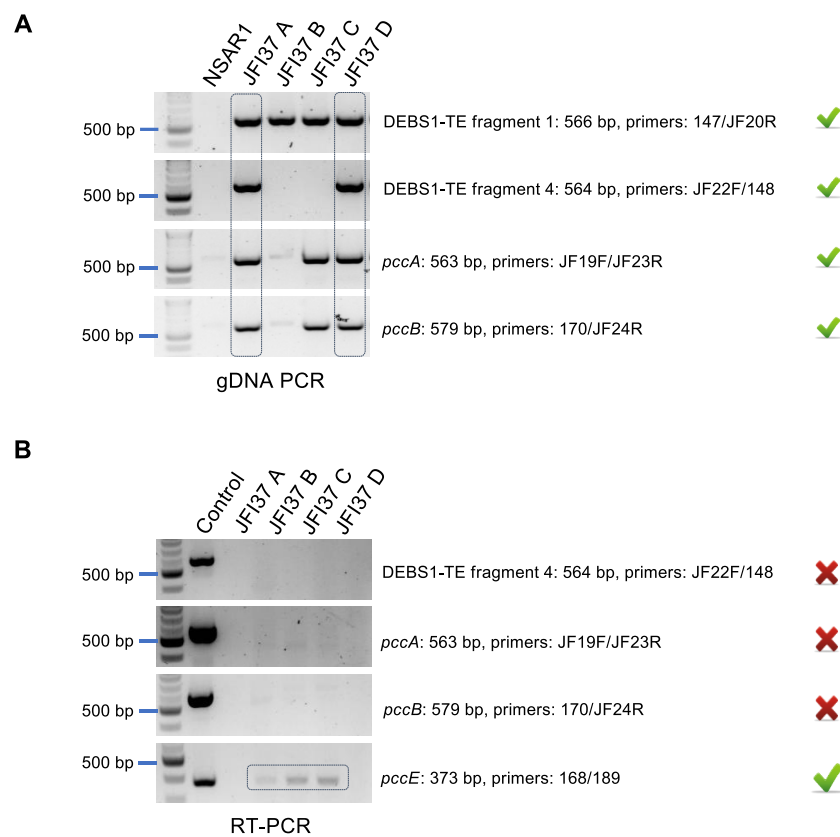 A
NSAR1
JFI37 A
JFI37 B
JFI37 C
JFI37 D
500 bp
DEBS1-TE fragment 1: 566 bp, primers: 147/JF20R
500 bp
DEBS1-TE fragment 4: 564 bp, primers: JF22F/148
500 bp
pccA: 563 bp, primers: JF19F/JF23R
500 bp
pccB: 579 bp, primers: 170/JF24R
gDNA PCR
B
Control
JFI37 A
JFI37 B
JFI37 C
JFI37 D
500 bp
DEBS1-TE fragment 4: 564 bp, primers: JF22F/148
500 bp
pccA: 563 bp, primers: JF19F/JF23R
500 bp
pccB: 579 bp, primers: 170/JF24R
500 bp
pccE: 373 bp, primers: 168/189
RT-PCR